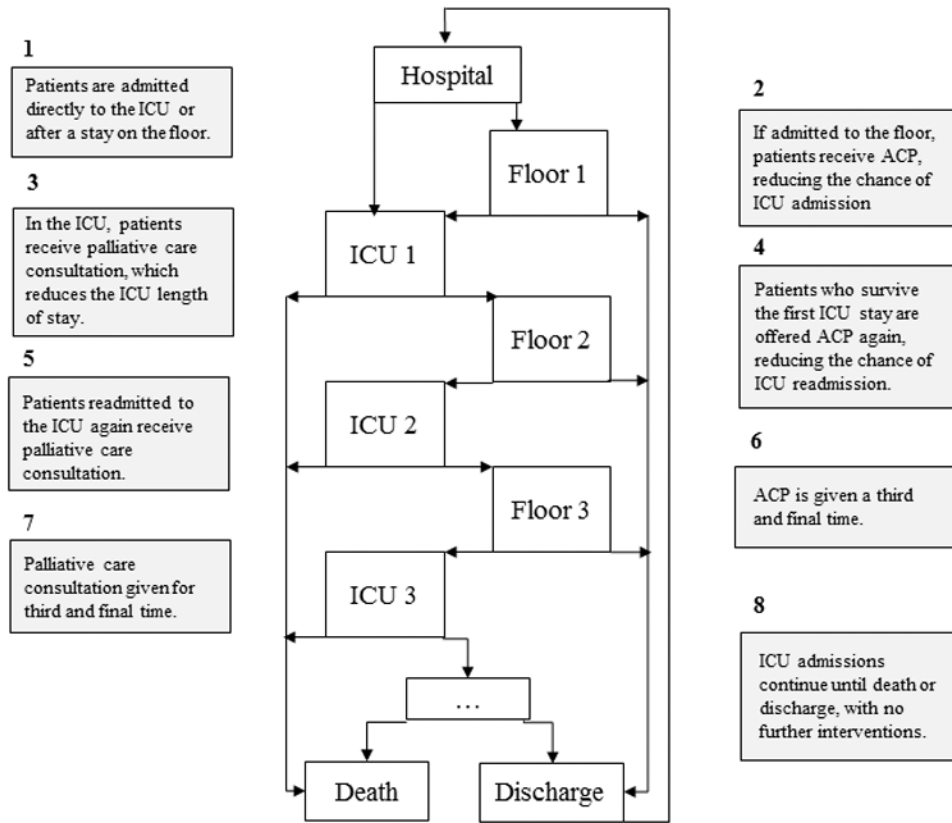 1
Patients are admitted
directly to the ICU or
after a stay on the floor.
Hospital
2
If admitted to the floor,
patients receive ACP,
reducing the chance of
ICU admission
Floor 1
3
In the ICU, patients
receive palliative care
consultation, which
reduces the ICU length
of stay.
ICU 1
4
Patients who survive
the first ICU stay are
offered ACP again,
reducing the chance of
ICU readmission.
Floor 2
5
Patients readmitted to
the ICU again receive
palliative care
consultation.
ICU 2
6
ACP is given a third
and final time.
Floor 3
7
Palliative care
consultation given for
third and final time.
ICU 3
8
ICU admissions
continue until death or
discharge, with no
further interventions.
...
Death
Discharge